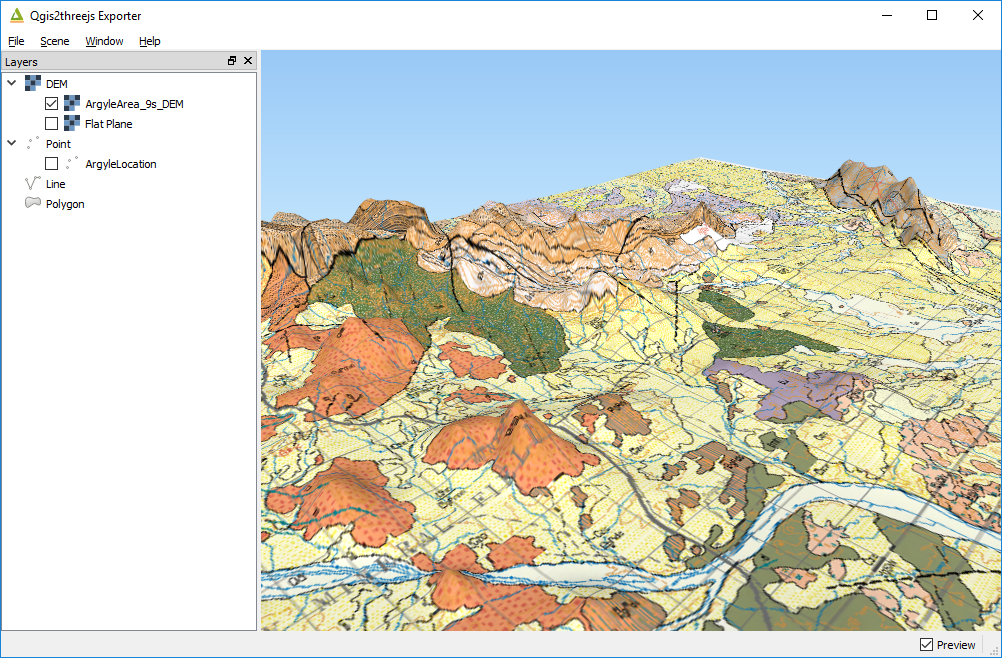 Qgis2threejs Exporter
File Scene Window Help
Layers
DEM
ArgyleArea_9s_DEM
Flat Plane
Point
ArgyleLocation
Line
Polygon
Preview